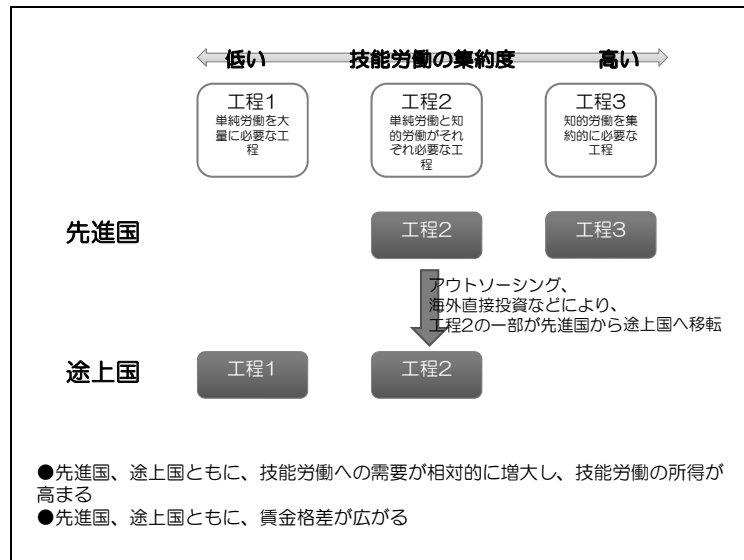 低い 技能労働の集約度 高い
工程1
単純労働を大
量に必要な工
程
工程2
単純労働と知
的労働がそれ
ぞれ必要な工
程
工程3
知的労働を集
約的に必要な
工程
先進国
工程2
工程3
アウトソーシング、
海外直接投資などにより、
工程2の一部が先進国から途上国へ移転
途上国
工程1
工程2
●先進国、途上国ともに、技能労働への需要が相対的に増大し、技能労働の所得が
高まる
●先進国、途上国ともに、賃金格差が広がる